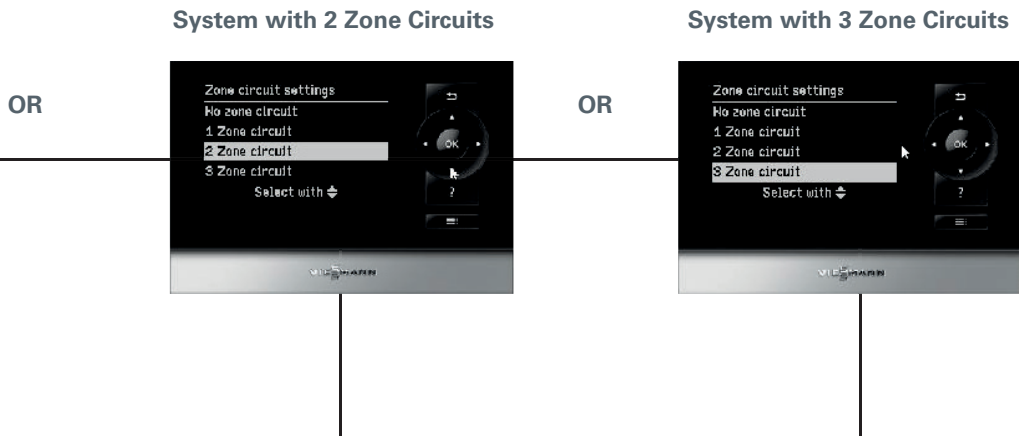 System with 2 Zone Circuits
System with 3 Zone Circuits
OR
Zone circuit settings
No zone circuit
1 Zone circuit
2 Zone circuit
3 Zone circuit
Select with
OK
?
VIESMANN
OR
Zone circuit settings
No zone circuit
1 Zone circuit
2 Zone circuit
3 Zone circuit
Select with
OK
?
VIESMANN